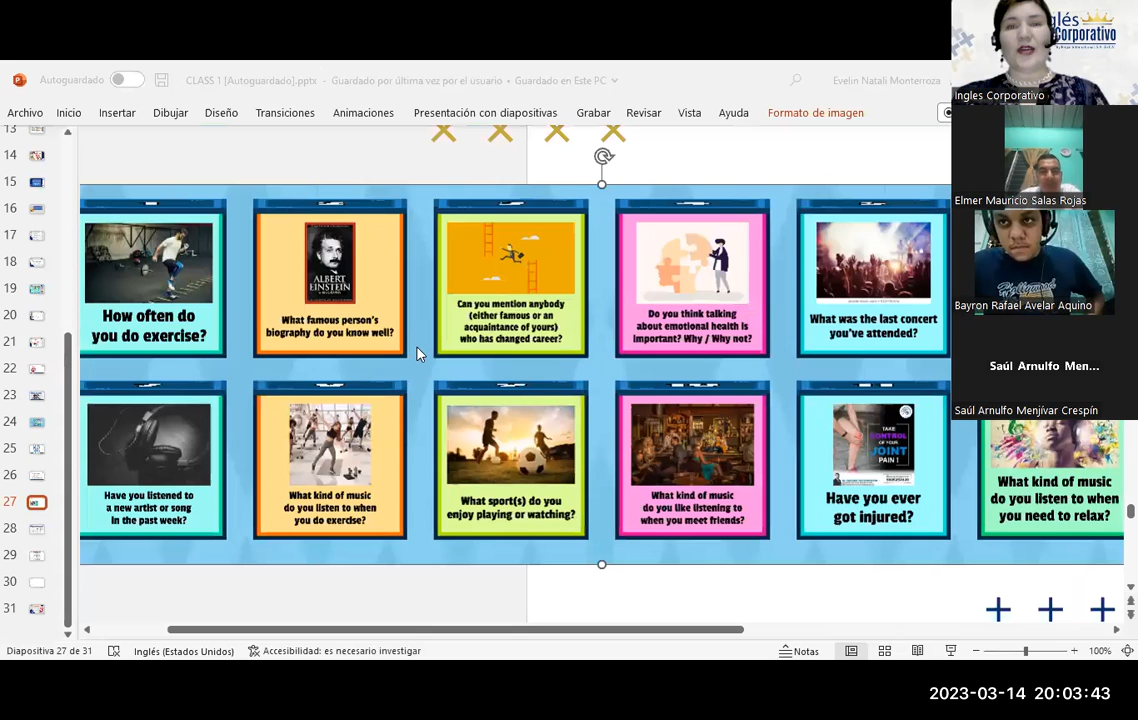 Inglés
Corporativo
Autoguardado
CLASS 1 [Autoguardado].pptx - Guardado por última vez por el usuario • Guardado en Este PC
Evelin Natali Monterroza
Ingles Corporativo
Archivo Inicio Insertar Dibujar Diseño Transiciones Animaciones Presentación con diapositivas Grabar Revisar Vista Ayuda Formato de imagen
13
14
15
16
17
18
19
20
21
22
23
24
25
26
27
28
29
30
31
How often do
you do exercise?
ALBERT
EINSTEIN
What famous person's
biography do you know well?
Can you mention anybody
(either famous or an
acquaintance of yours)
who has changed career?
Do you think talking
about emotional health is
important? Why / Why not?
What was the last concert
you've attended?
Have you listened to
a new artist or song
in the past week?
What kind of music
do you listen to when
you do exercise?
What sport(s) do you
enjoy playing or watching?
What kind of music
do you like listening to
when you meet friends?
TAKE
CONTROL
OF YOUR
JOINT
PAIN !
Have you ever
got injured?
What kind of music
do you listen to when
you need to relax?
Elmer Mauricio Salas Rojas
Bayron Rafael Avelar Aquino
Saúl Arnulfo Men...
Saúl Arnulfo Menjívar Crespín
Diapositiva 27 de 31
Inglés (Estados Unidos)
Accesibilidad: es necesario investigar
Notas
100%
2023-03-14 20:03:43